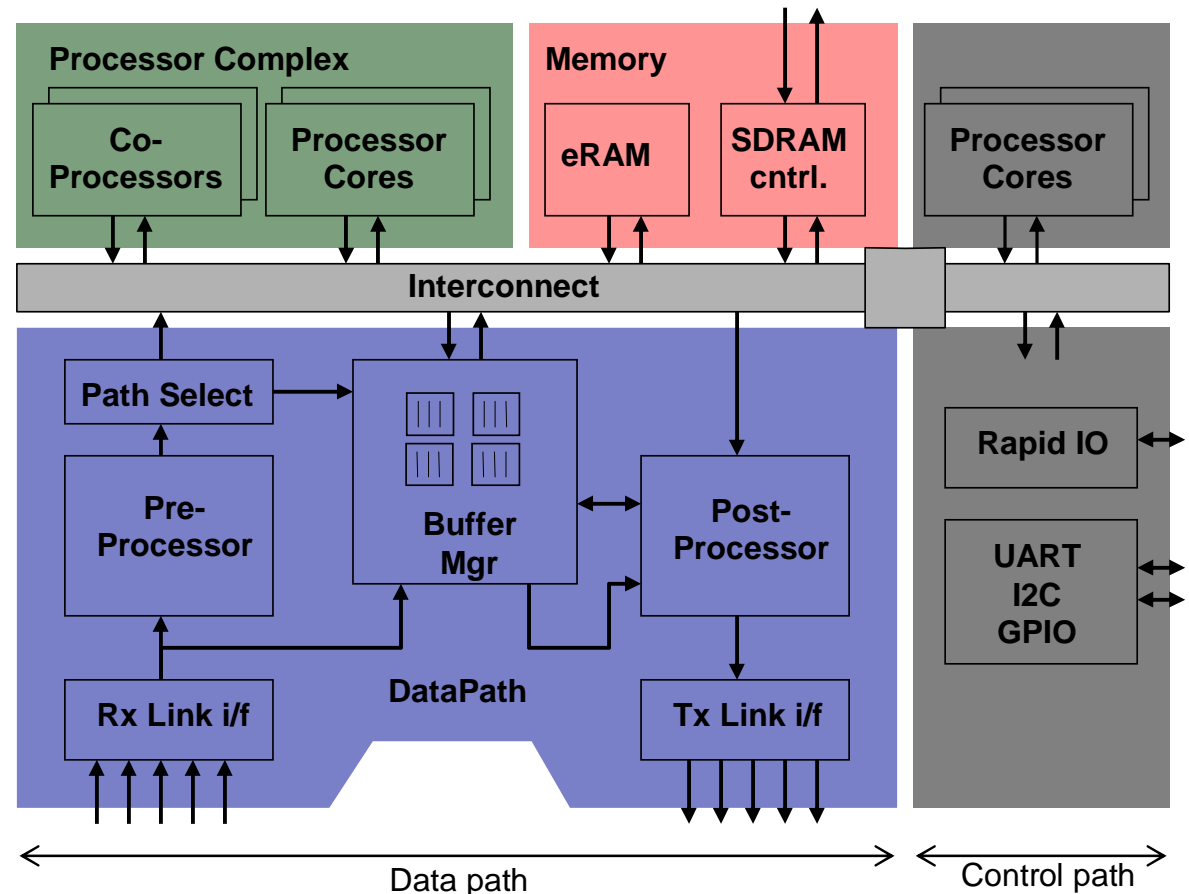 Processor Complex
Co-
Processors
Processor
Cores
Memory
eRAM
SDRAM
cntrl.
Processor
Cores
Interconnect
Path Select
Pre-
Processor
Rx Link i/f
Buffer
Mgr
Post-
Processor
Tx Link i/f
DataPath
Rapid IO
UART
I2C
GPIO
Data path
Control path